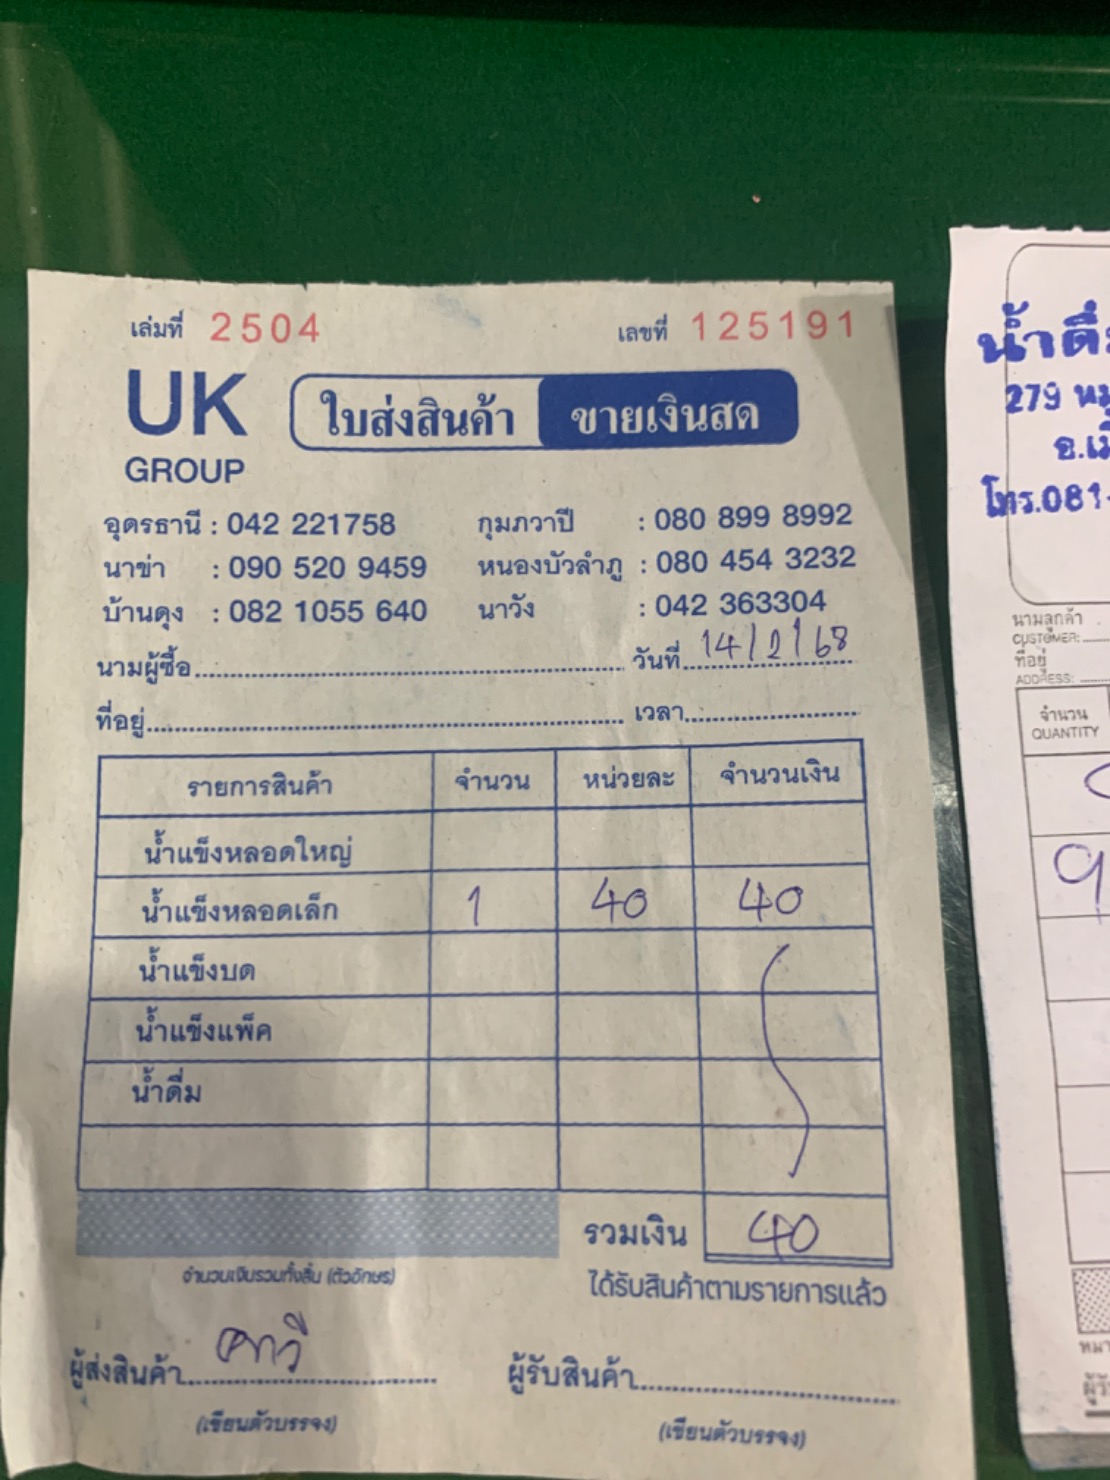 เล่มที่ 2504 เลขที่ 125191
UK GROUP
ใบส่งสินค้า ขายเงินสด
อุดรธานี : 042 221758 กุมภวาปี : 080 899 8992
นาข่า : 090 520 9459 หนองบัวลำภู : 080 454 3232
บ้านดุง : 082 1055 640 นาวัง : 042 363304
นามผู้ซื้อ วันที่ 14/2/68
ที่อยู่ เวลา
รายการสินค้า จำนวน หน่วยละ จำนวนเงิน
น้ำแข็งหลอดใหญ่
น้ำแข็งหลอดเล็ก 1 40 40
น้ำแข็งบด
น้ำแข็งแพ็ค
น้ำดื่ม
รวมเงิน 40
จำนวนเงินรวมทั้งสิ้น (ตัวอักษร)
ได้รับสินค้าตามรายการแล้ว
ผู้ส่งสินค้า ผู้รับสินค้า
(เขียนตัวบรรจง) (เขียนตัวบรรจง)
279
โทร.081-
นามลูกค้า
CUSTOMER:
ที่อยู่
ADDRESS:
จำนวน
QUANTITY